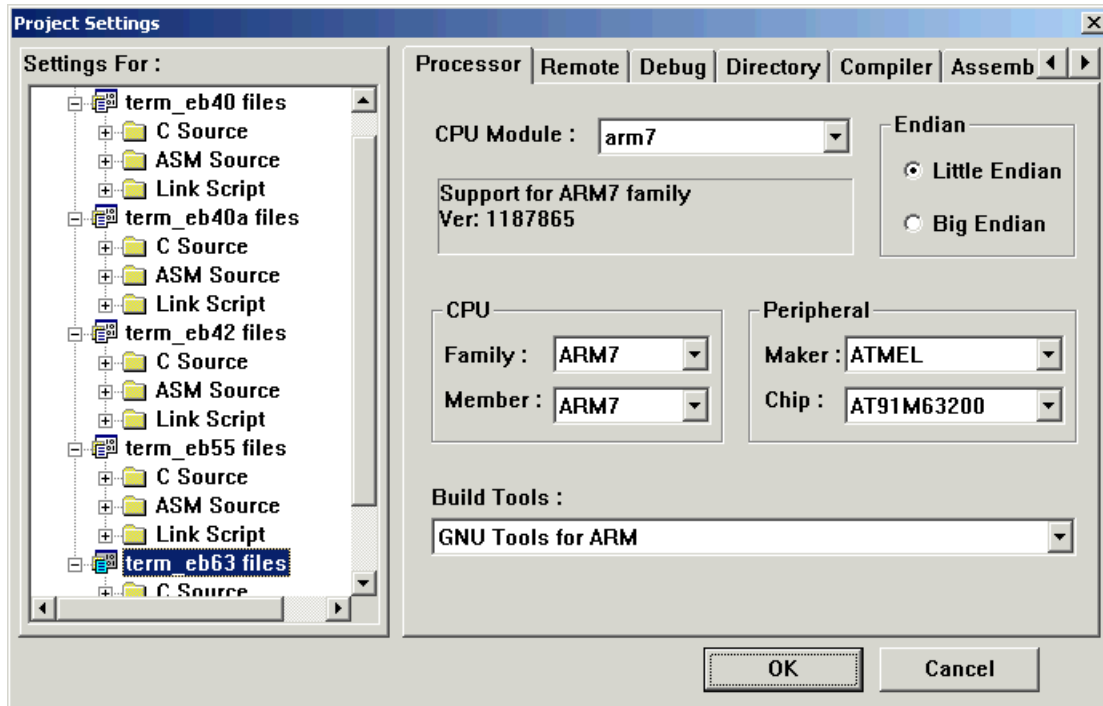 Project Settings
Settings For :
term_eb40 files
C Source
ASM Source
Link Script
term_eb40a files
C Source
ASM Source
Link Script
term_eb42 files
C Source
ASM Source
Link Script
term_eb55 files
C Source
ASM Source
Link Script
term_eb63 files
C Source
Processor Remote Debug Directory Compiler Assemb
CPU Module : arm7
Support for ARM7 family
Ver: 1187865
Endian
Little Endian
Big Endian
CPU
Family : ARM7
Member : ARM7
Peripheral
Maker : ATMEL
Chip : AT91M63200
Build Tools :
GNU Tools for ARM
OK Cancel